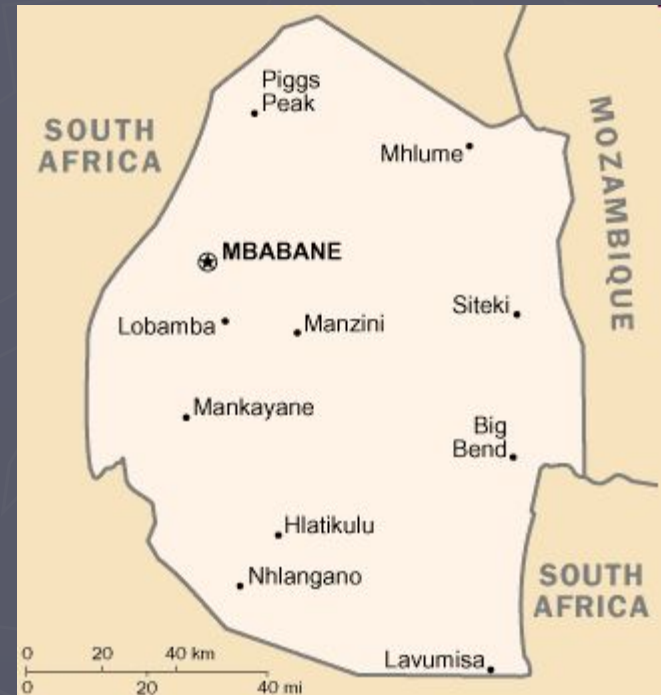 Piggs
Peak
SOUTH
AFRICA
MOZAMBIQUE
Mhlume
MBABANE
Siteki
Lobamba
Manzini
Mankayane
Big
Bend
Hlatikulu
Nhlangano
SOUTH
AFRICA
0 20 40 km
Lavumisa
0 20 40 mi